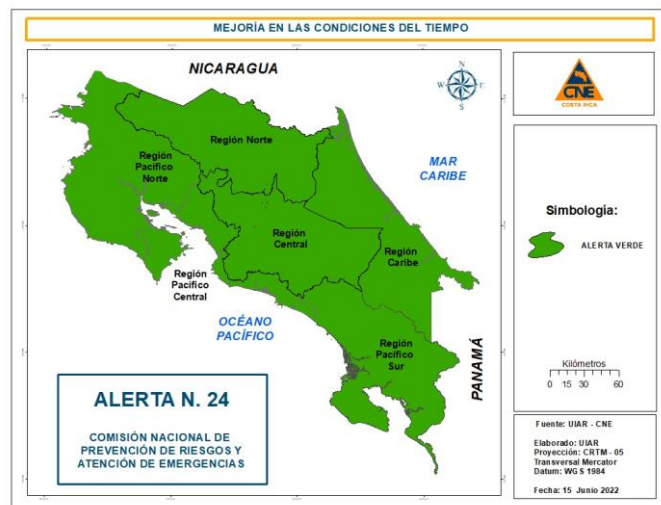 MEJORÍA EN LAS CONDICIONES DEL TIEMPO
NICARAGUA
N
W E
S
CNE
COSTA RICA
Región Norte
Región
Pacífico
Norte
MAR
CARIBE
Región
Central
Región
Caribe
Región
Pacífico
Central
OCÉANO
PACÍFICO
Región
Pacífico
Sur
PANAMÁ
Simbología:
ALERTA VERDE
Kilómetros
0 15 30 60
ALERTA N. 24
COMISIÓN NACIONAL DE
PREVENCIÓN DE RIESGOS Y
ATENCIÓN DE EMERGENCIAS
Fuente: UIAR - CNE
Elaborado: UIAR
Proyección: CRTM - 05
Transversal Mercator
Datum: WGS 1984
Fecha: 15 Junio 2022